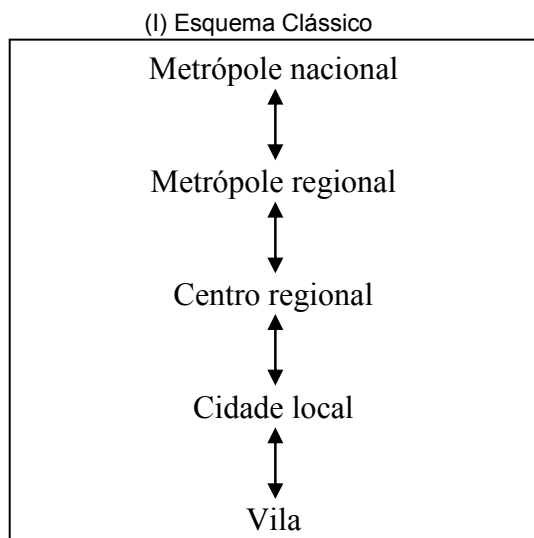 (I) Esquema Clássico
Metrópole nacional
Metrópole regional
Centro regional
Cidade local
Vila